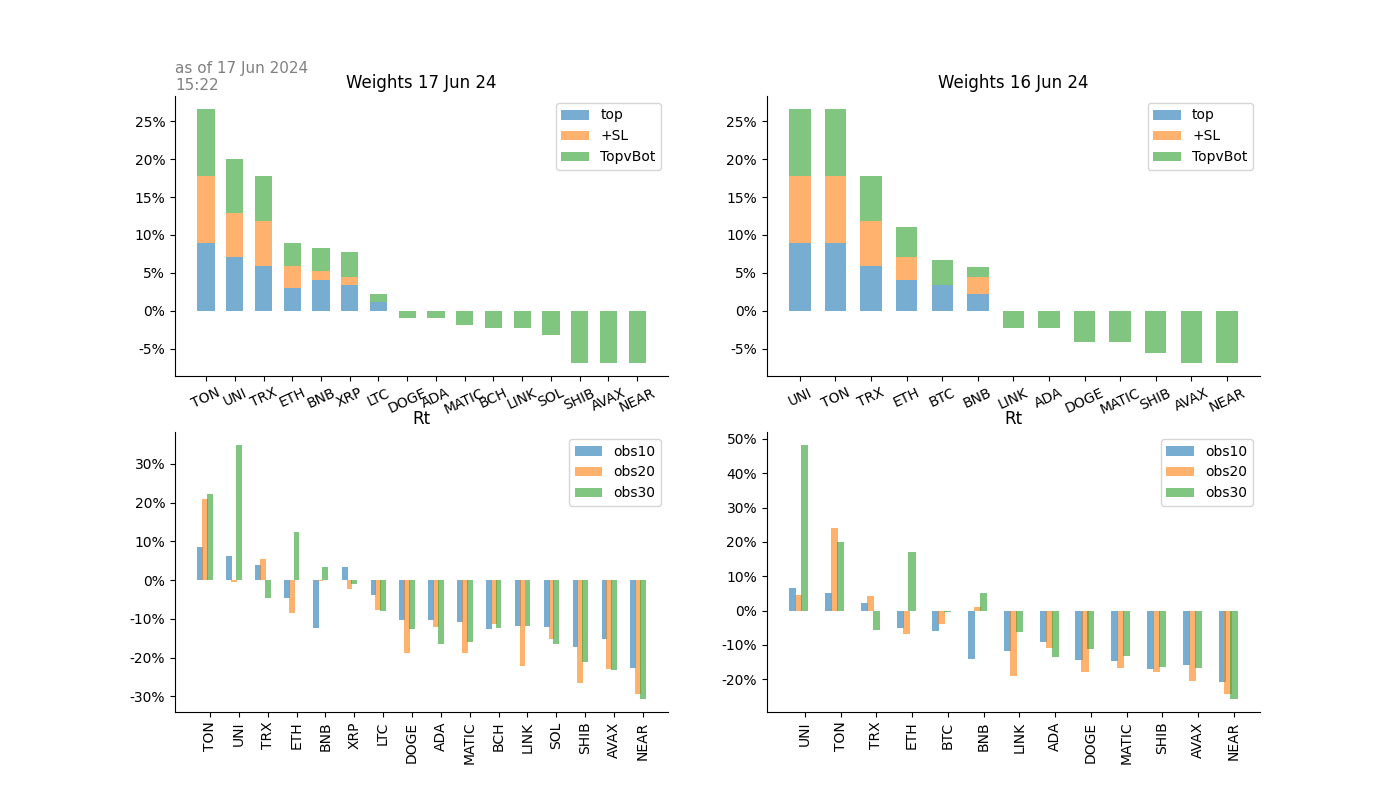 as of 17 Jun 2024
15:22
Weights 17 Jun 24
25%
20%
15%
10%
5%
0%
-5%
top
+SL
TopvBot
TON UNI TRX ETH BNB XRP LTC DOGE ADA MATIC BCH LINK SOL SHIB AVAX NEAR
Weights 16 Jun 24
25%
20%
15%
10%
5%
0%
-5%
top
+SL
TopvBot
UNI TON TRX ETH BTC BNB LINK ADA DOGE MATIC SHIB AVAX NEAR
Rt
30%
20%
10%
0%
-10%
-20%
-30%
obs10
obs20
obs30
TON UNI TRX ETH BNB XRP LTC DOGE ADA MATIC BCH LINK SOL SHIB AVAX NEAR
Rt
50%
40%
30%
20%
10%
0%
-10%
-20%
obs10
obs20
obs30
UNI TON TRX ETH BTC BNB LINK ADA DOGE MATIC SHIB AVAX NEAR